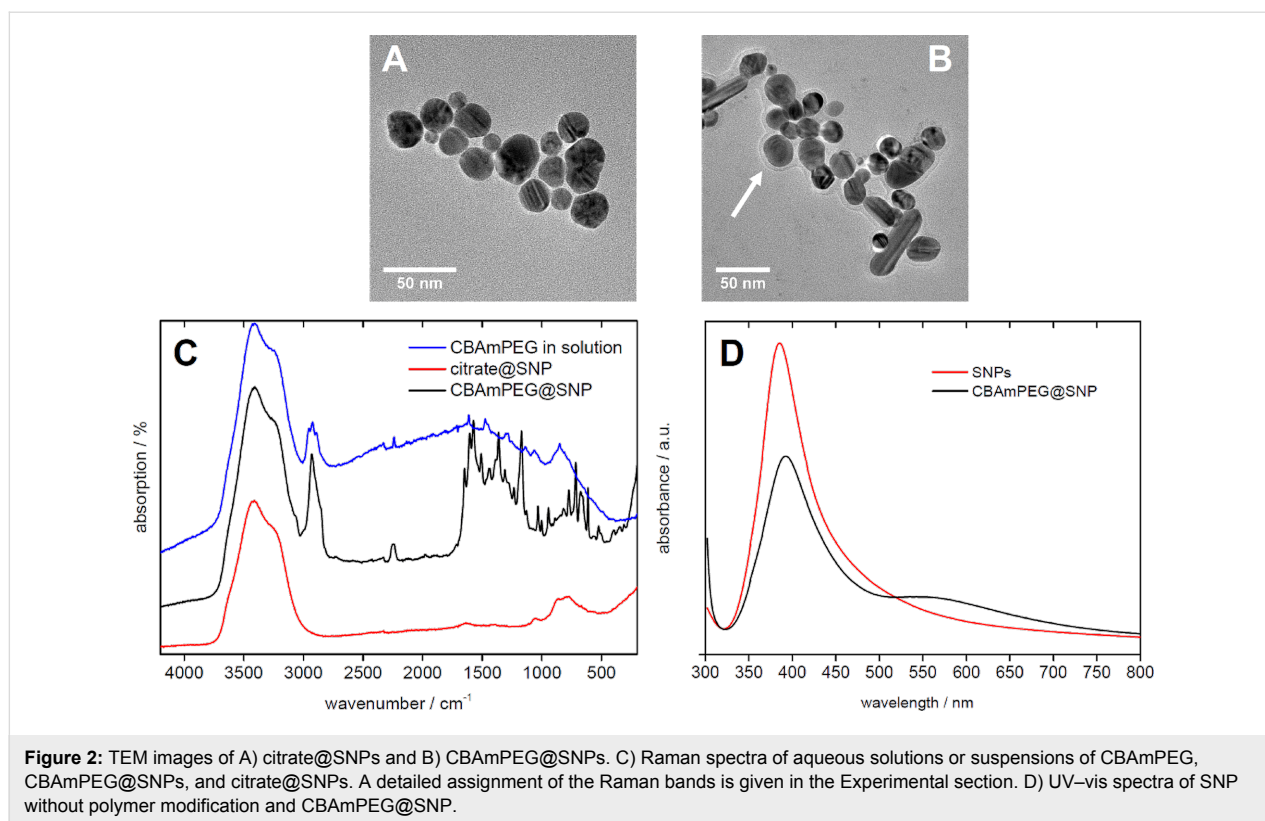 A
B
50 nm
50 nm
C
CBAmPEG in solution
citrate@SNP
CBAmPEG@SNP
absorption / %
4000 3500 3000 2500 2000 1500 1000 500
wavenumber / cm⁻¹
D
SNPs
CBAmPEG@SNP
absorbance / a.u.
300 350 400 450 500 550 600 650 700 750 800
wavelength / nm
Figure 2: TEM images of A) citrate@SNPs and B) CBAmPEG@SNPs. C) Raman spectra of aqueous solutions or suspensions of CBAmPEG,
CBAmPEG@SNPs, and citrate@SNPs. A detailed assignment of the Raman bands is given in the Experimental section. D) UV–vis spectra of SNP
without polymer modification and CBAmPEG@SNP.